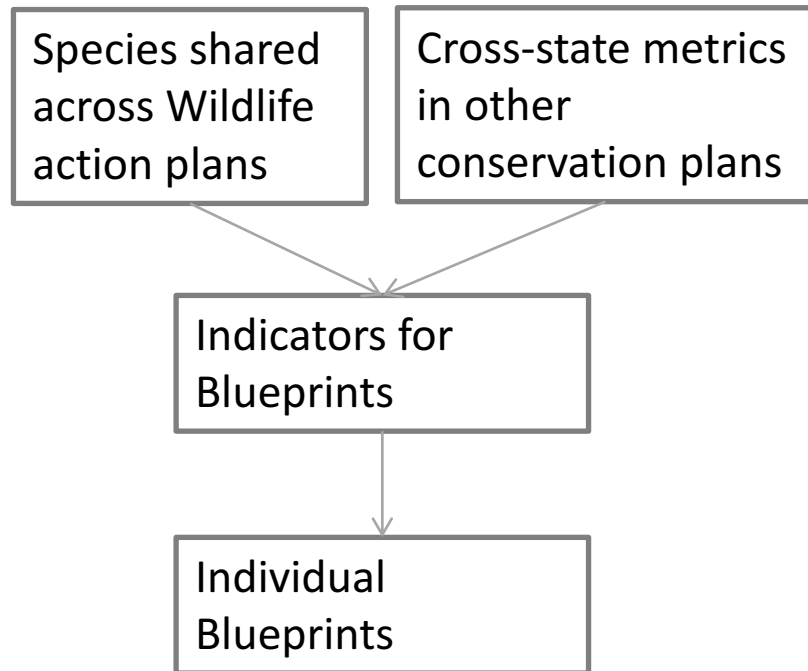 Species shared
across Wildlife
action plans
Cross-state metrics
in other
conservation plans
Indicators for
Blueprints
Individual
Blueprints